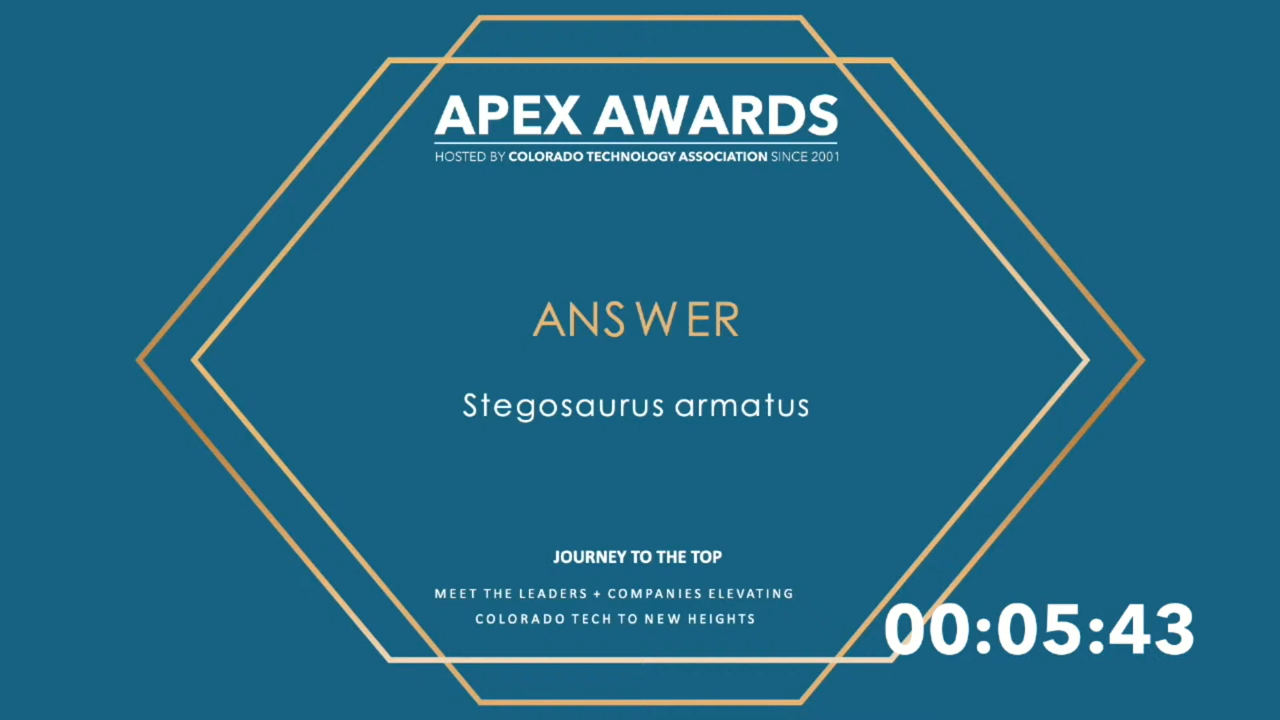 APEX AWARDS
HOSTED BY COLORADO TECHNOLOGY ASSOCIATION SINCE 2001
ANSWER
Stegosaurus armatus
JOURNEY TO THE TOP
MEET THE LEADERS + COMPANIES ELEVATING
COLORADO TECH TO NEW HEIGHTS
00:05:43